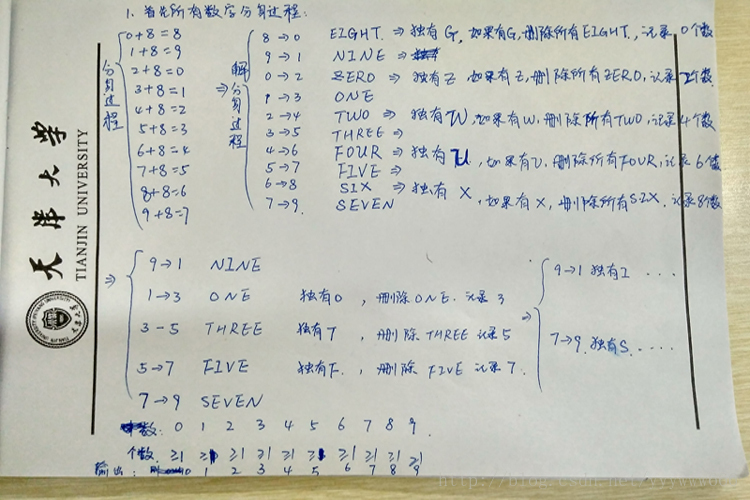 1. 首先所有数字分身过程:
分身过程
0+8=8
1+8=9
2+8=0
3+8=1
4+8=2
5+8=3
6+8=4
7+8=5
8+8=6
9+8=7
⇒ 解分身过程
8→0 EIGHT ⇒ 独有G, 如果有G, 删除所有EIGHT, 记录0个数
9→1 NINE ⇒
0→2 ZERO ⇒ 独有Z 如果有Z, 删除所有ZERO, 记录2个数
1→3 ONE
2→4 TWO ⇒ 独有W, 如果有W, 删除所有TWO, 记录4个数
3→5 THREE ⇒
4→6 FOUR ⇒ 独有U, 如果有U, 删除所有FOUR, 记录6个数
5→7 FIVE ⇒
6→8 SIX ⇒ 独有X, 如果有X, 删除所有SIX. 记录8个数
7→9. SEVEN
⇒
9→1 NINE
1→3 ONE 独有O, 删除ONE. 记录3
3-5 THREE 独有T, 删除THREE 记录5
5→7 FIVE 独有F. 删除FIVE 记录7.
7→9 SEVEN
⇒
9→1 独有I ....
7→9. 独有S.....
数: 0 1 2 3 4 5 6 7 8 9.
个数. ≥1 ≥1 ≥1 ≥1 ≥1 ≥1 ≥1 ≥1 ≥1 ≥1
输出: 0 1 2 3 4 5 6 7 8 9
天津大学
TIANJIN UNIVERSITY